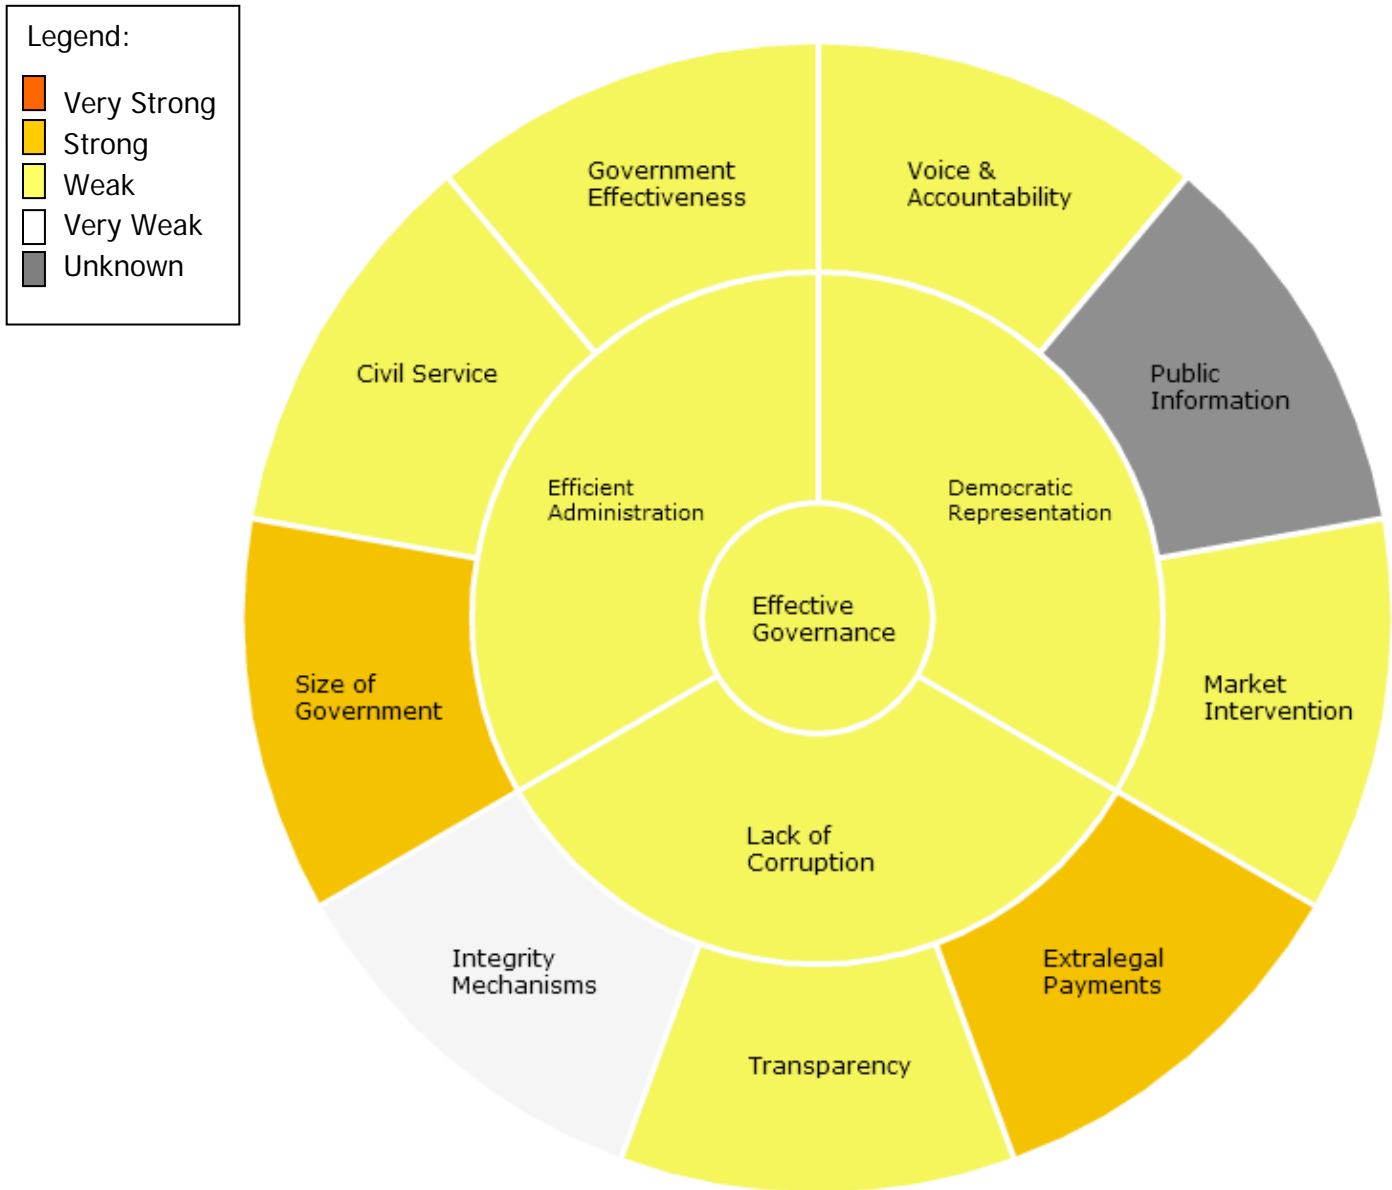 Legend:
Very Strong
Strong
Weak
Very Weak
Unknown
Government
Effectiveness
Voice &
Accountability
Civil Service
Public
Information
Efficient
Administration
Democratic
Representation
Effective
Governance
Size of
Government
Market
Intervention
Lack of
Corruption
Integrity
Mechanisms
Extralegal
Payments
Transparency